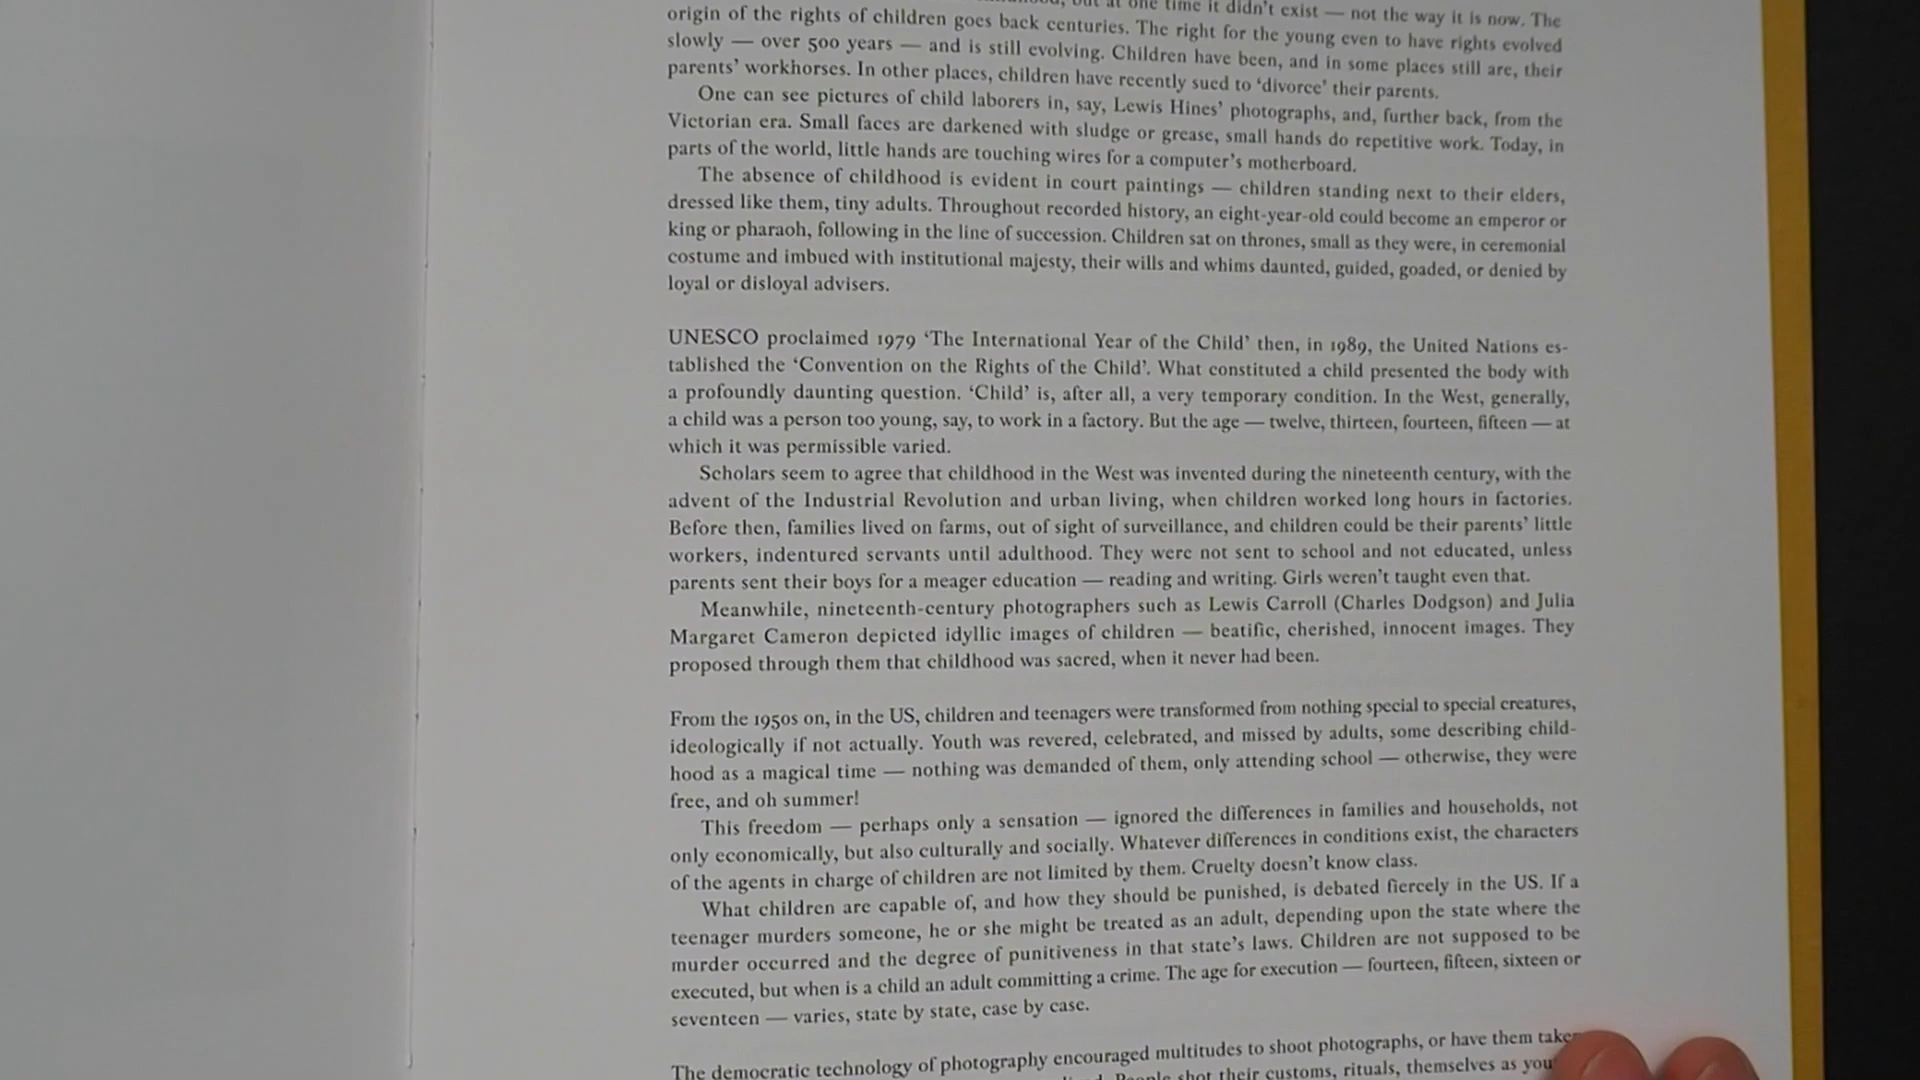 but at one time it didn't exist — not the way it is now. The
origin of the rights of children goes back centuries. The right for the young even to have rights evolved
slowly — over 500 years — and is still evolving. Children have been, and in some places still are, their
parents' workhorses. In other places, children have recently sued to 'divorce' their parents.
One can see pictures of child laborers in, say, Lewis Hines' photographs, and, further back, from the
Victorian era. Small faces are darkened with sludge or grease, small hands do repetitive work. Today, in
parts of the world, little hands are touching wires for a computer's motherboard.
The absence of childhood is evident in court paintings — children standing next to their elders,
dressed like them, tiny adults. Throughout recorded history, an eight-year-old could become an emperor or
king or pharaoh, following in the line of succession. Children sat on thrones, small as they were, in ceremonial
costume and imbued with institutional majesty, their wills and whims daunted, guided, goaded, or denied by
loyal or disloyal advisers.
UNESCO proclaimed 1979 'The International Year of the Child' then, in 1989, the United Nations es-
tablished the 'Convention on the Rights of the Child'. What constituted a child presented the body with
a profoundly daunting question. 'Child' is, after all, a very temporary condition. In the West, generally,
a child was a person too young, say, to work in a factory. But the age — twelve, thirteen, fourteen, fifteen — at
which it was permissible varied.
Scholars seem to agree that childhood in the West was invented during the nineteenth century, with the
advent of the Industrial Revolution and urban living, when children worked long hours in factories.
Before then, families lived on farms, out of sight of surveillance, and children could be their parents' little
workers, indentured servants until adulthood. They were not sent to school and not educated, unless
parents sent their boys for a meager education — reading and writing. Girls weren't taught even that.
Meanwhile, nineteenth-century photographers such as Lewis Carroll (Charles Dodgson) and Julia
Margaret Cameron depicted idyllic images of children — beatific, cherished, innocent images. They
proposed through them that childhood was sacred, when it never had been.
From the 1950s on, in the US, children and teenagers were transformed from nothing special to special creatures,
ideologically if not actually. Youth was revered, celebrated, and missed by adults, some describing child-
hood as a magical time — nothing was demanded of them, only attending school — otherwise, they were
free, and oh summer!
This freedom — perhaps only a sensation — ignored the differences in families and households, not
only economically, but also culturally and socially. Whatever differences in conditions exist, the characters
of the agents in charge of children are not limited by them. Cruelty doesn't know class.
What children are capable of, and how they should be punished, is debated fiercely in the US. If a
teenager murders someone, he or she might be treated as an adult, depending upon the state where the
murder occurred and the degree of punitiveness in that state's laws. Children are not supposed to be
executed, but when is a child an adult committing a crime. The age for execution — fourteen, fifteen, sixteen or
seventeen — varies, state by state, case by case.
The democratic technology of photography encouraged multitudes to shoot photographs, or have them taken
People shot their customs, rituals, themselves as